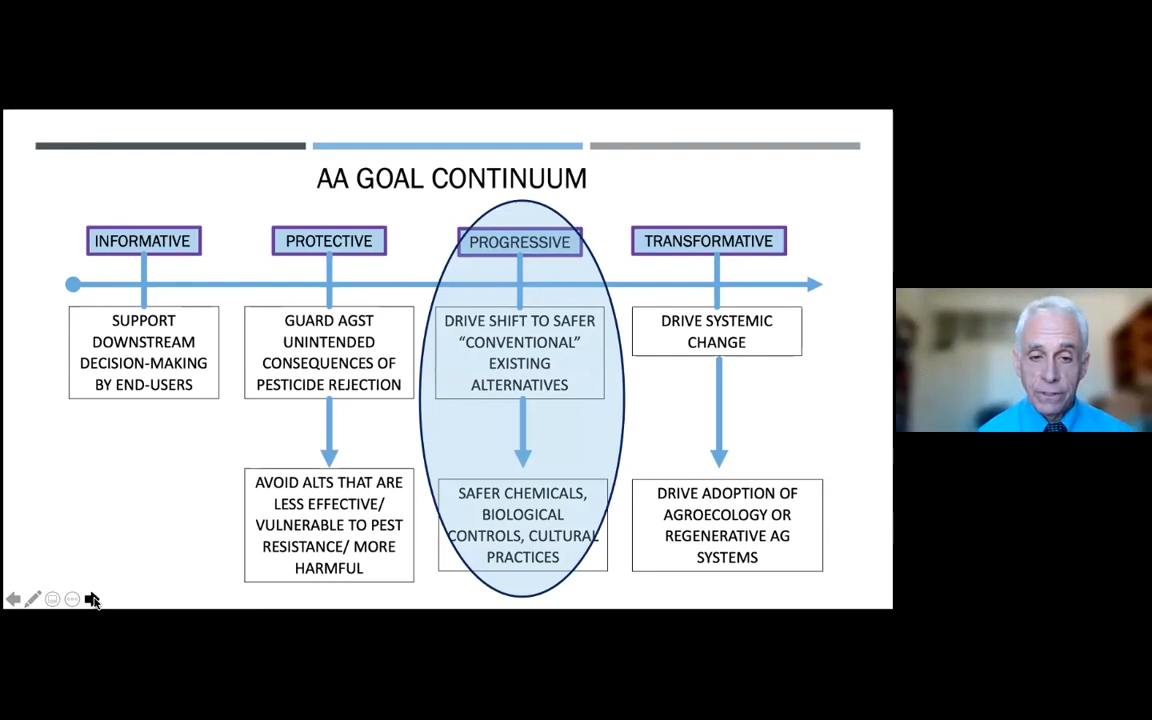 AA GOAL CONTINUUM
INFORMATIVE
PROTECTIVE
PROGRESSIVE
TRANSFORMATIVE
SUPPORT
DOWNSTREAM
DECISION-MAKING
BY END-USERS
GUARD AGST
UNINTENDED
CONSEQUENCES OF
PESTICIDE REJECTION
DRIVE SHIFT TO SAFER
“CONVENTIONAL”
EXISTING
ALTERNATIVES
DRIVE SYSTEMIC
CHANGE
AVOID ALTS THAT ARE
LESS EFFECTIVE/
VULNERABLE TO PEST
RESISTANCE/ MORE
HARMFUL
SAFER CHEMICALS,
BIOLOGICAL
CONTROLS, CULTURAL
PRACTICES
DRIVE ADOPTION OF
AGROECOLOGY OR
REGENERATIVE AG
SYSTEMS